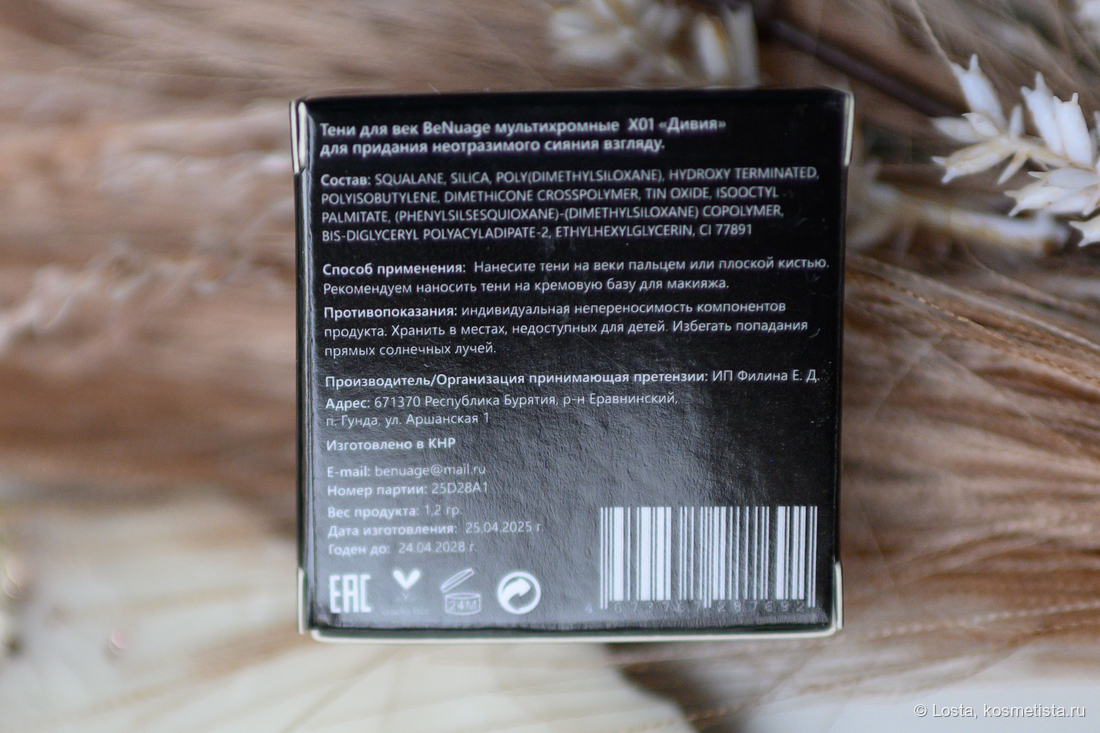 Тени для век BeNuage мультихромные X01 «Дивия»
для придания неотразимого сияния взгляду.
Состав: SQUALANE, SILICA, POLY(DIMETHYLSILOXANE), HYDROXY TERMINATED,
POLYISOBUTYLENE, DIMETHICONE CROSSPOLYMER, TIN OXIDE, ISOOCTYL
PALMITATE, (PHENYLSILSESQUIOXANE)-(DIMETHYLSILOXANE) COPOLYMER,
BIS-DIGLYCERYL POLYACYLADIPATE-2, ETHYLHEXYLGLYCERIN, CI 77891
Способ применения: Нанесите тени на веки пальцем или плоской кистью.
Рекомендуем наносить тени на кремовую базу для макияжа.
Противопоказания: индивидуальная непереносимость компонентов
продукта. Хранить в местах, недоступных для детей. Избегать попадания
прямых солнечных лучей.
Производитель/Организация принимающая претензии: ИП Филина Е. Д.
Адрес: 671370 Республика Бурятия, р-н Еравнинский,
п. Гунда, ул. Аршанская 1
Изготовлено в КНР
E-mail: benuage@mail.ru
Номер партии: 25D28A1
Вес продукта: 1,2 гр.
Дата изготовления: 25.04.2025 г.
Годен до: 24.04.2028 г.
EAC
24M
© Losta, kosmetista.ru